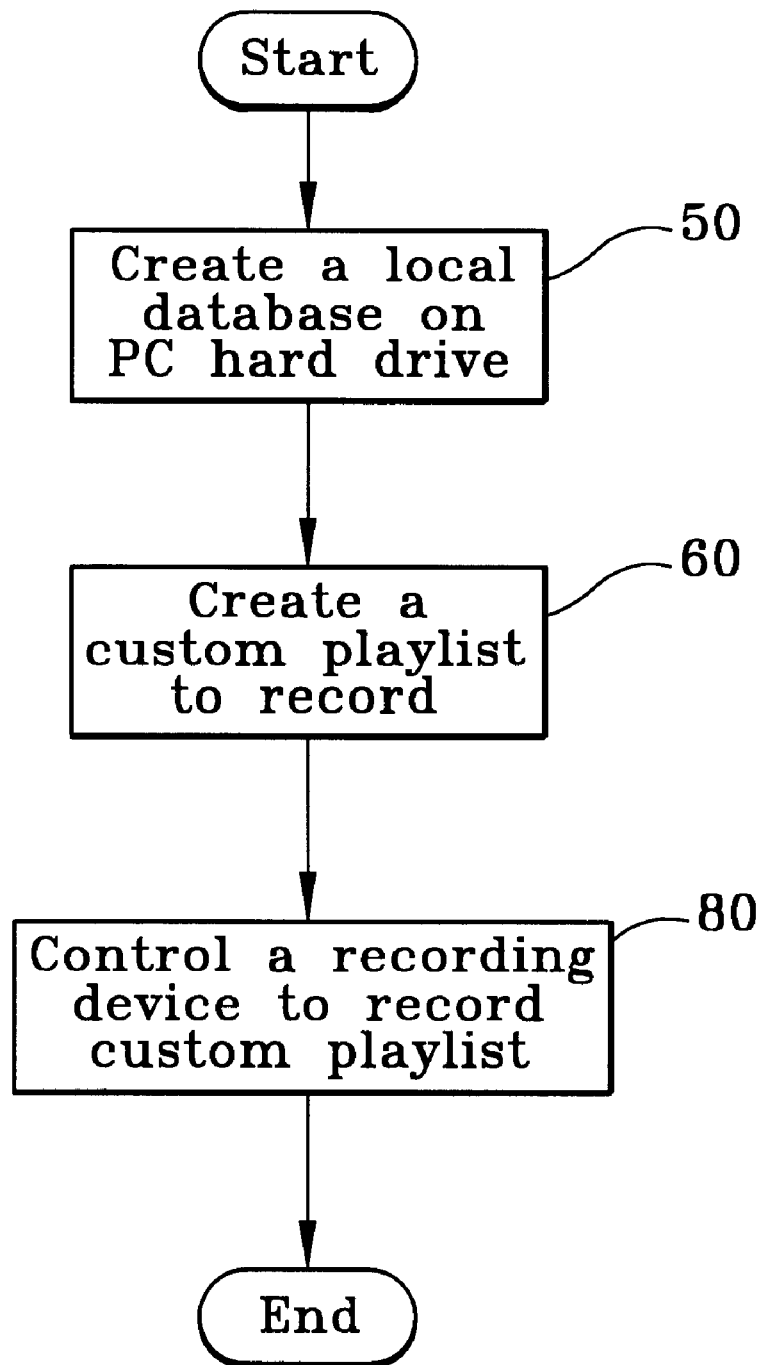 Start
50
Create a local
database on
PC hard drive
60
Create a
custom playlist
to record
80
Control a recording
device to record
custom playlist
End